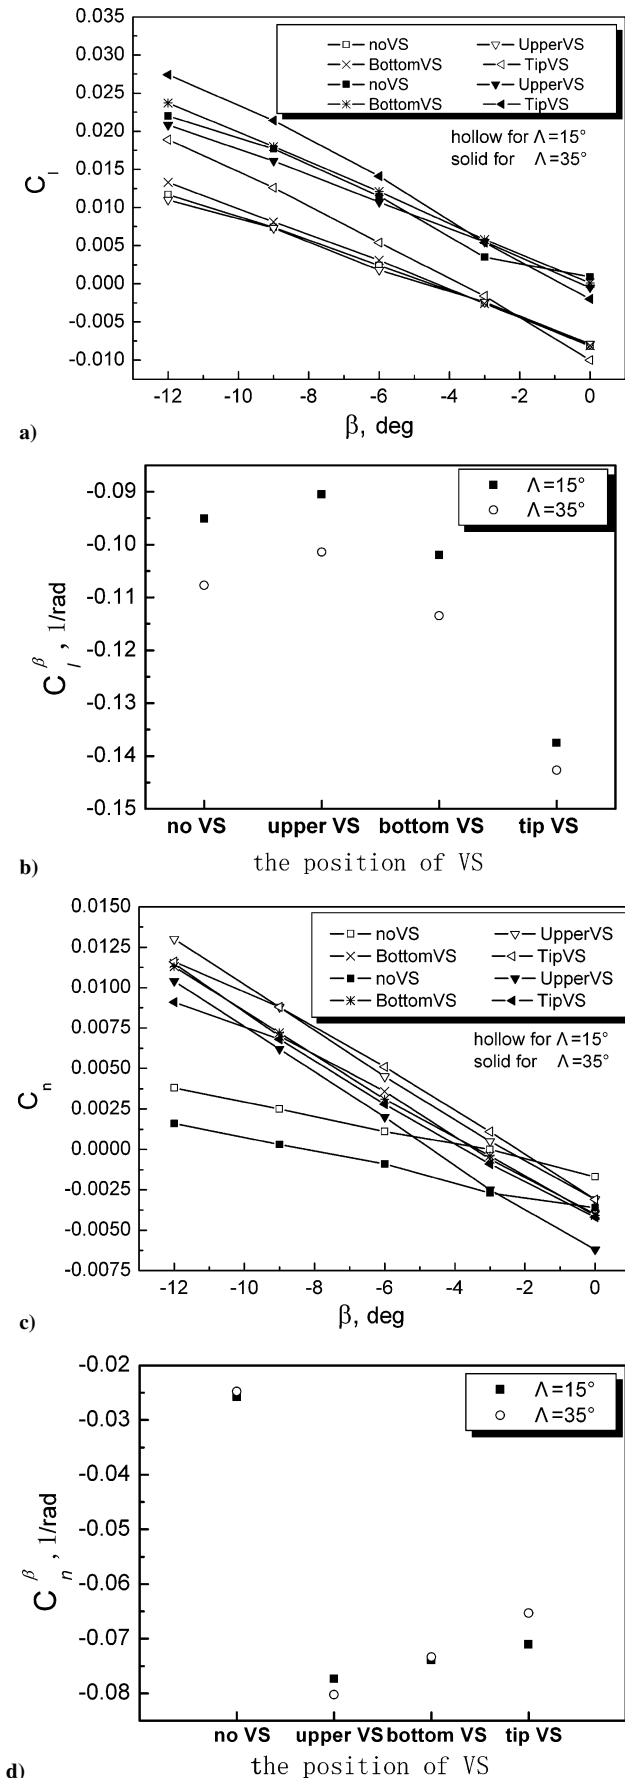 0.035
0.030
0.025
0.020
0.015
0.010
0.005
0.000
-0.005
-0.010
C l
noVS UpperVS
BottomVS TipVS
noVS UpperVS
BottomVS TipVS
hollow for Λ=15°
solid for Λ=35°
-12 -10 -8 -6 -4 -2 0
β, deg
a)
-0.09
-0.10
-0.11
-0.12
-0.13
-0.14
-0.15
C l β , 1/rad
Λ=15°
Λ=35°
no VS upper VS bottom VS tip VS
the position of VS
b)
0.0150
0.0125
0.0100
0.0075
0.0050
0.0025
0.0000
-0.0025
-0.0050
-0.0075
C n
noVS UpperVS
BottomVS TipVS
noVS UpperVS
BottomVS TipVS
hollow for Λ=15°
solid for Λ=35°
-12 -10 -8 -6 -4 -2 0
β, deg
c)
-0.02
-0.03
-0.04
-0.05
-0.06
-0.07
-0.08
C n β , 1/rad
Λ=15°
Λ=35°
no VS upper VS bottom VS tip VS
the position of VS
d)